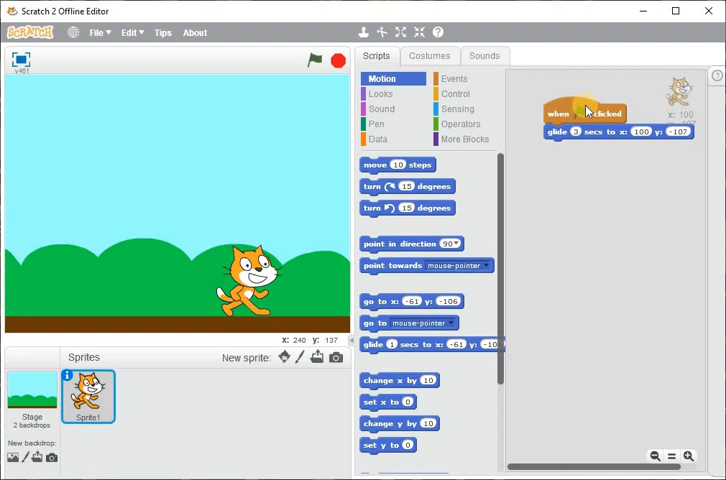 Scratch 2 Offline Editor
SCRATCH File Edit Tips About
v461
Scripts Costumes Sounds
Motion Events
Looks Control
Sound Sensing
Pen Operators
Data More Blocks
x: 100
when clicked
glide 3 secs to x: 100 y: -107
move 10 steps
turn 15 degrees
turn 15 degrees
point in direction 90
point towards mouse-pointer
go to x: -61 y: -106
go to mouse-pointer
glide 1 secs to x: -61 y: -10
change x by 10
set x to 0
change y by 10
set y to 0
x: 240 y: 137
Sprites New sprite:
Sprite1
Stage
2 backdrops
New backdrop: